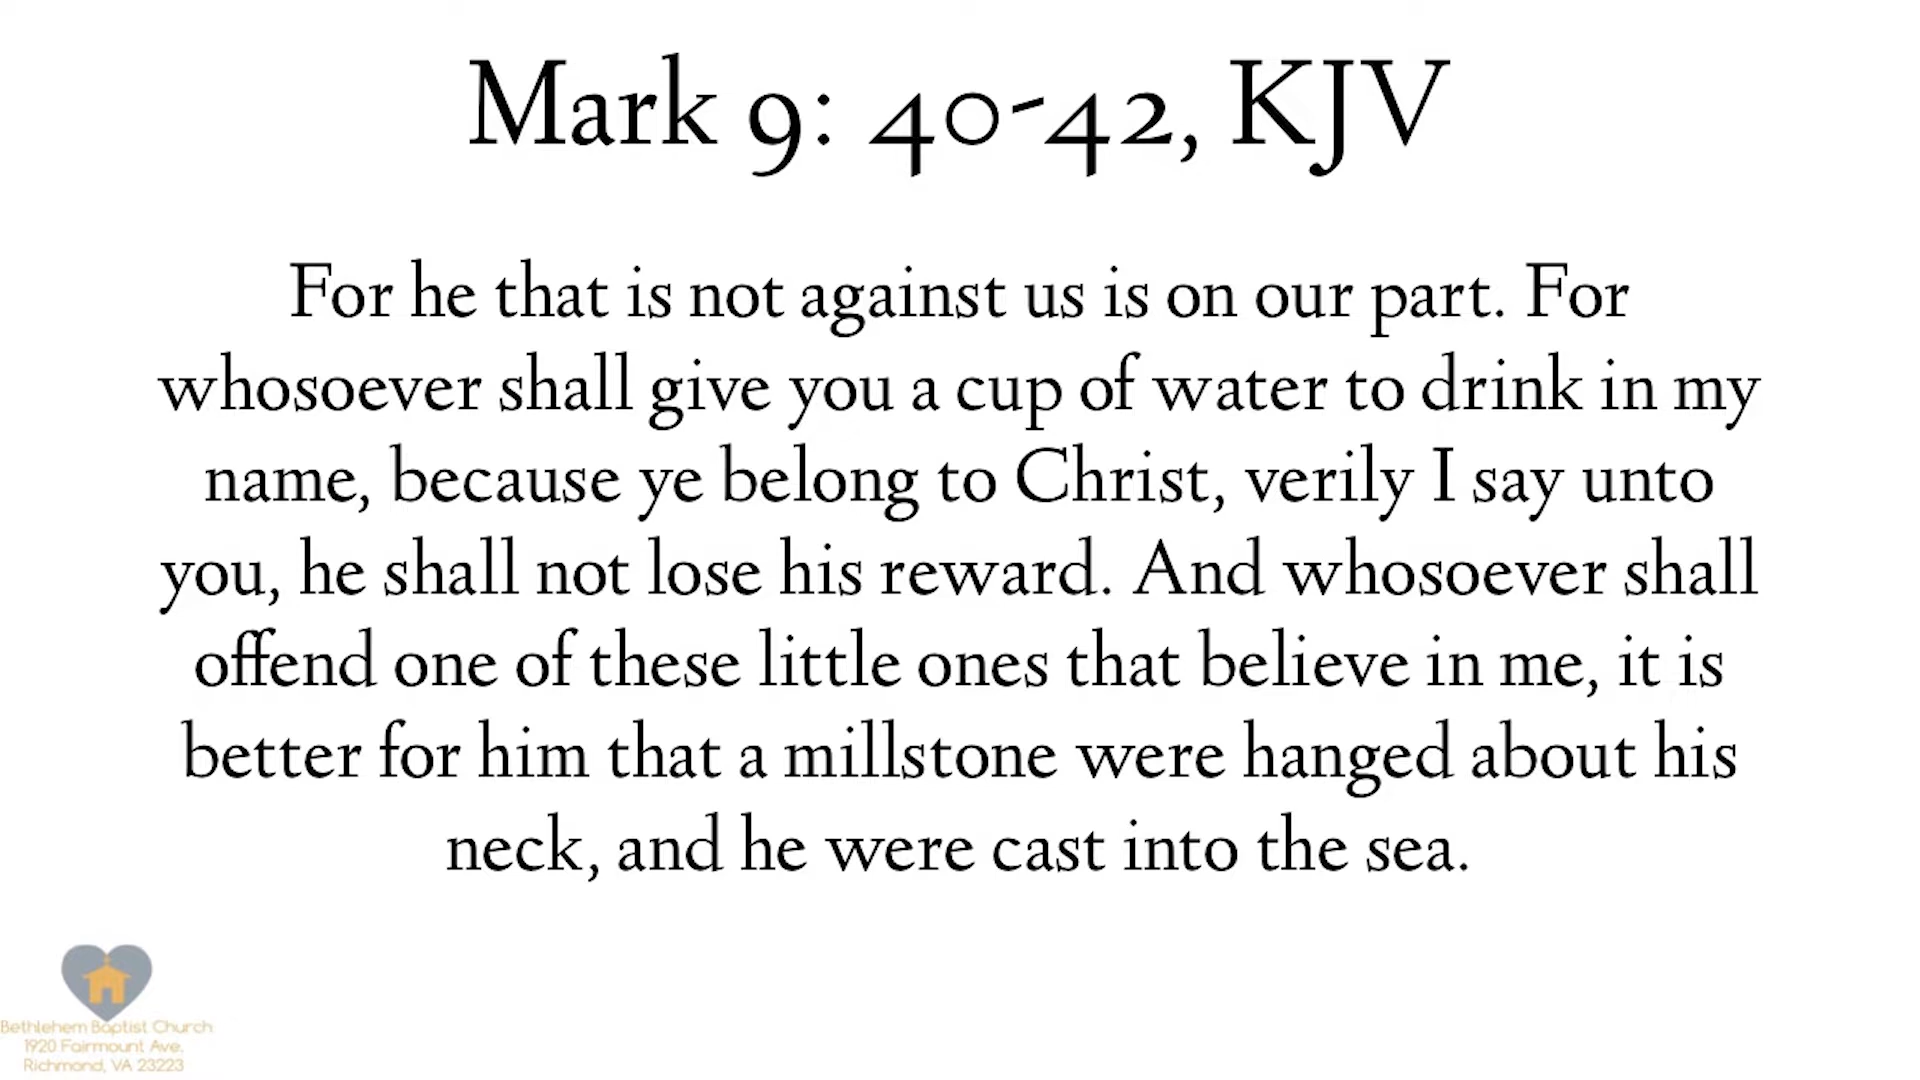 Mark 9: 40-42, KJV
For he that is not against us is on our part. For
whosoever shall give you a cup of water to drink in my
name, because ye belong to Christ, verily I say unto
you, he shall not lose his reward. And whosoever shall
offend one of these little ones that believe in me, it is
better for him that a millstone were hanged about his
neck, and he were cast into the sea.
Bethlehem Baptist Church
1920 Fairmount Ave.
Richmond, VA 23223